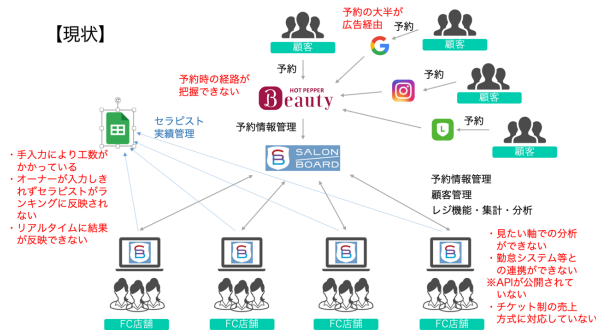 【現状】
予約の大半が
広告経由
顧客
予約
顧客
予約
予約時の経路が
把握できない
HOT PEPPER
Beauty
予約
顧客
予約
顧客
セラピスト
実績管理
予約情報管理
SALON
BOARD
・手入力により工数が
かかっている
・オーナーが入力しき
れずセラピストがラ
ンキングに反映され
ない
・リアルタイムに結果
が反映できない
予約情報管理
顧客管理
レジ機能・集計・分析
・見たい軸での分析
ができない
・勤怠システム等と
の連携ができない
※APIが公開されて
いない
・チケット制の売上
方式に対応していない
FC店舗
FC店舗
FC店舗
FC店舗